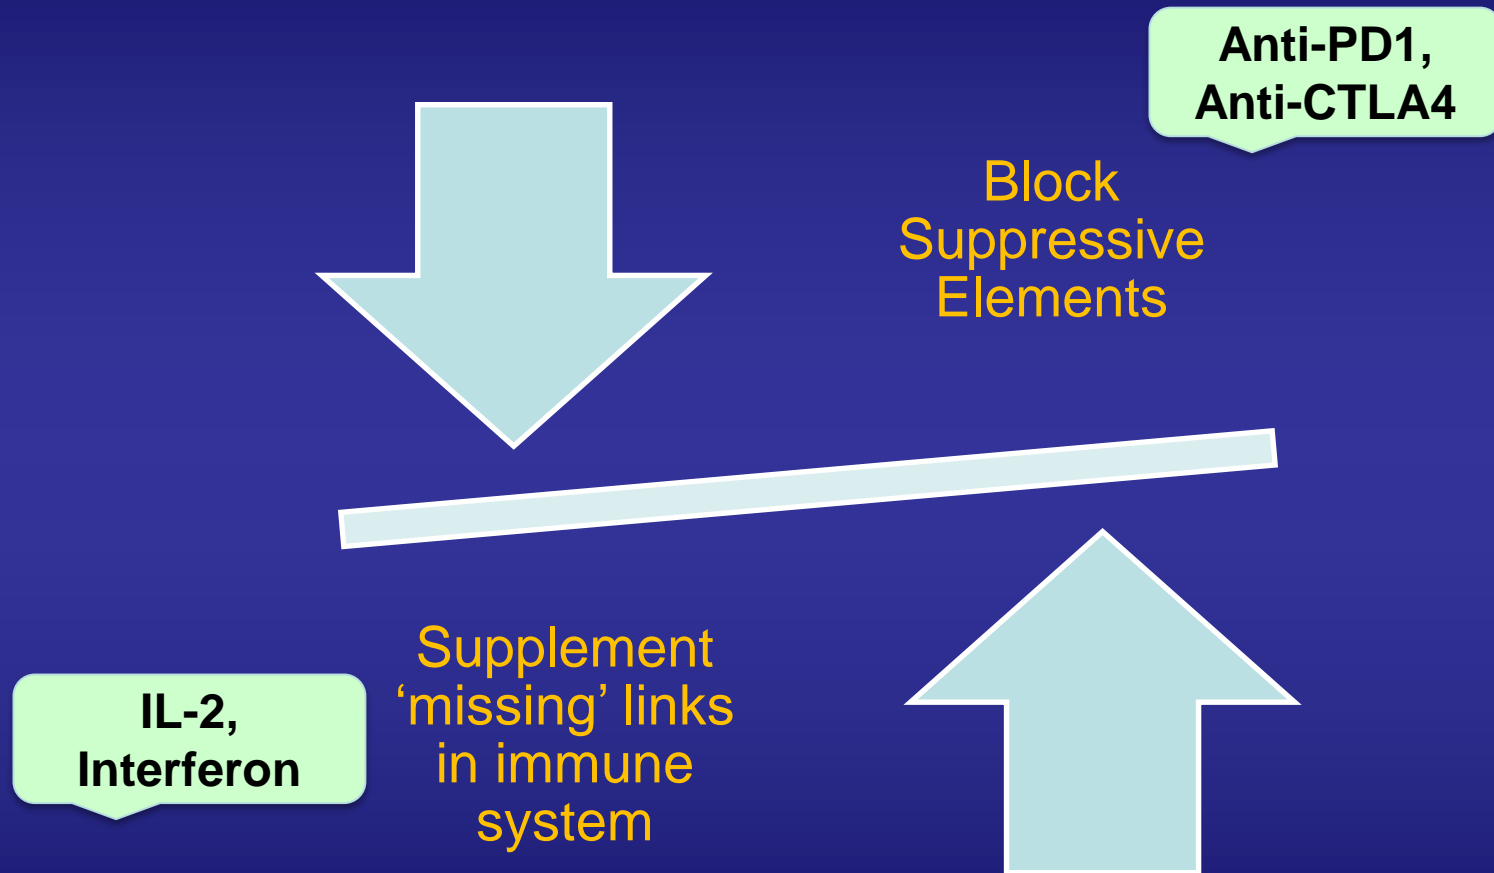 Anti-PD1,
Anti-CTLA4
Block
Suppressive
Elements
Supplement
‘missing’ links
in immune
system
IL-2,
Interferon